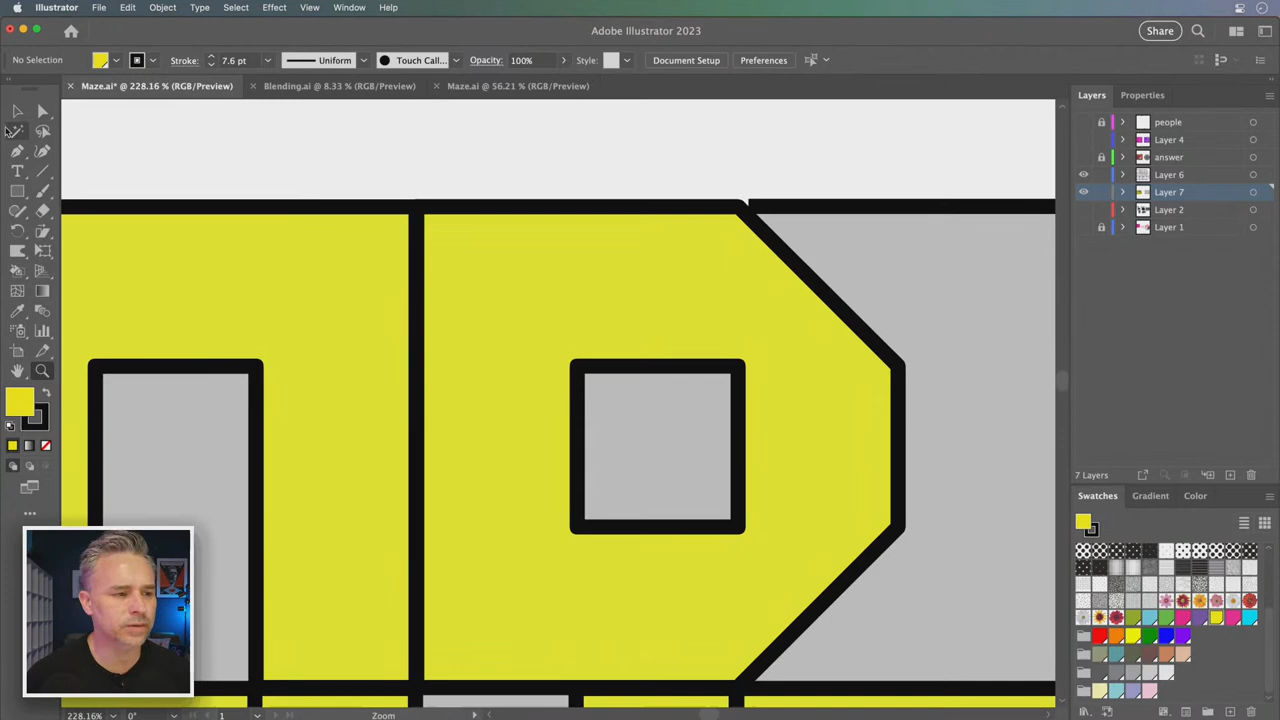 Illustrator File Edit Object Type Select Effect View Window Help
Adobe Illustrator 2023
Share
No Selection
Stroke:
7.6 pt
Uniform
Touch Call...
Opacity:
100%
Style:
Document Setup
Preferences
Maze.ai* @ 228.16 % (RGB/Preview)
Blending.ai @ 8.33 % (RGB/Preview)
Maze.ai @ 56.21 % (RGB/Preview)
Layers
Properties
people
Layer 4
answer
Layer 6
Layer 7
Layer 2
Layer 1
7 Layers
Swatches
Gradient
Color
228.16%
0°
1
Zoom